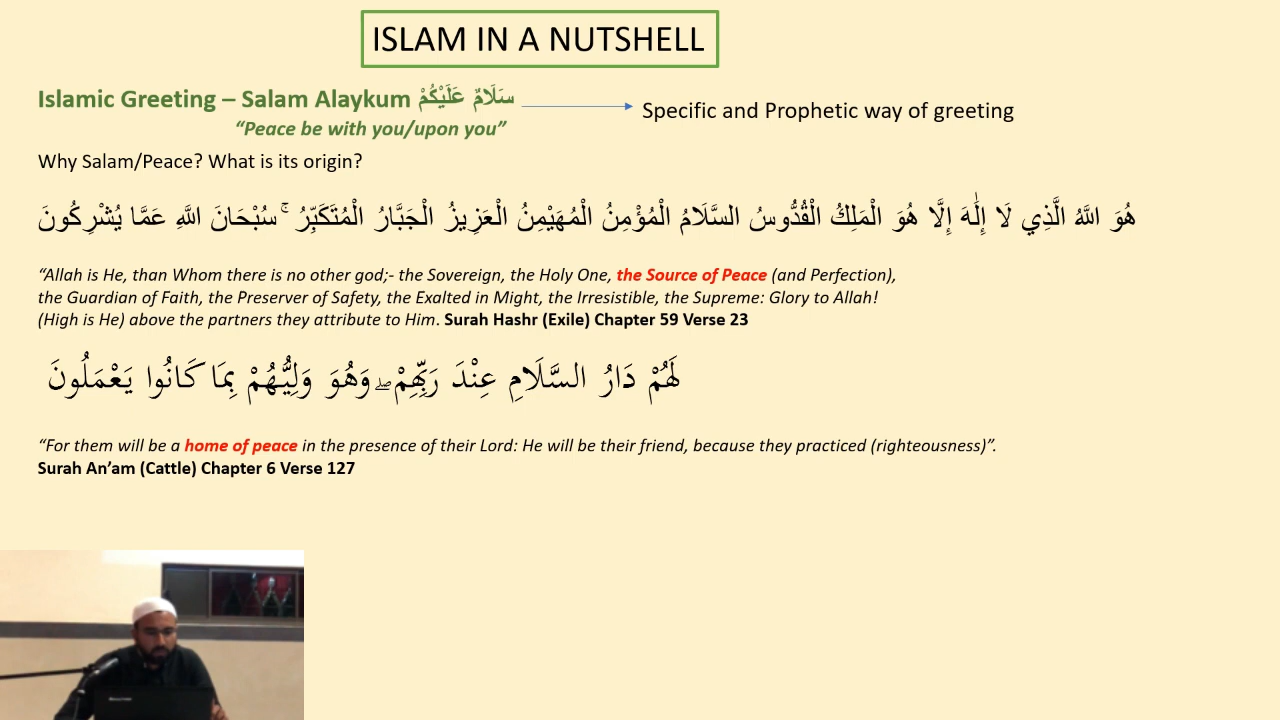 ISLAM IN A NUTSHELL
Islamic Greeting – Salam Alaykum سَلَامٌ عَلَيْكُمْ
Specific and Prophetic way of greeting
“Peace be with you/upon you”
Why Salam/Peace? What is its origin?
هُوَ اللَّهُ الَّذِي لَا إِلَٰهَ إِلَّا هُوَ الْمَلِكُ الْقُدُّوسُ السَّلَامُ الْمُؤْمِنُ الْمُهَيْمِنُ الْعَزِيزُ الْجَبَّارُ الْمُتَكَبِّرُ ۚ سُبْحَانَ اللَّهِ عَمَّا يُشْرِكُونَ
“Allah is He, than Whom there is no other god;- the Sovereign, the Holy One, the Source of Peace (and Perfection),
the Guardian of Faith, the Preserver of Safety, the Exalted in Might, the Irresistible, the Supreme: Glory to Allah!
(High is He) above the partners they attribute to Him. Surah Hashr (Exile) Chapter 59 Verse 23
لَهُمْ دَارُ السَّلَامِ عِنْدَ رَبِّهِمْ ۖ وَهُوَ وَلِيُّهُمْ بِمَا كَانُوا يَعْمَلُونَ
“For them will be a home of peace in the presence of their Lord: He will be their friend, because they practiced (righteousness)”.
Surah An’am (Cattle) Chapter 6 Verse 127